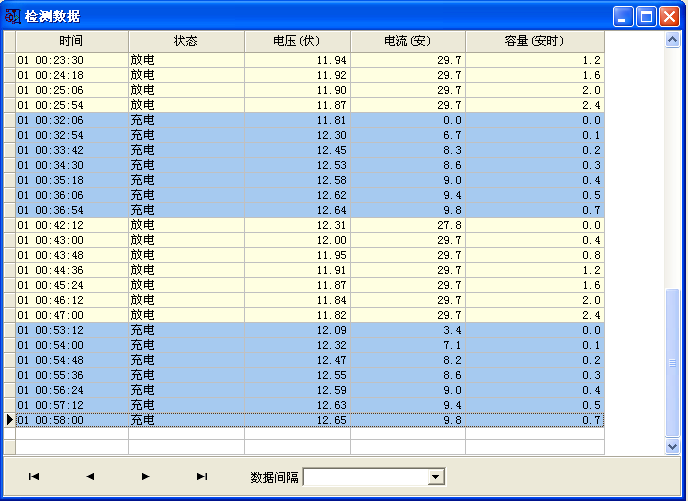 检测数据
时间 状态 电压(伏) 电流(安) 容量(安时)
01 00:23:30 放电 11.94 29.7 1.2
01 00:24:18 放电 11.92 29.7 1.6
01 00:25:06 放电 11.90 29.7 2.0
01 00:25:54 放电 11.87 29.7 2.4
01 00:32:06 充电 11.81 0.0 0.0
01 00:32:54 充电 12.30 6.7 0.1
01 00:33:42 充电 12.45 8.3 0.2
01 00:34:30 充电 12.53 8.6 0.3
01 00:35:18 充电 12.58 9.0 0.4
01 00:36:06 充电 12.62 9.4 0.5
01 00:36:54 充电 12.64 9.8 0.7
01 00:42:12 放电 12.31 27.8 0.0
01 00:43:00 放电 12.00 29.7 0.4
01 00:43:48 放电 11.95 29.7 0.8
01 00:44:36 放电 11.91 29.7 1.2
01 00:45:24 放电 11.87 29.7 1.6
01 00:46:12 放电 11.84 29.7 2.0
01 00:47:00 放电 11.82 29.7 2.4
01 00:53:12 充电 12.09 3.4 0.0
01 00:54:00 充电 12.32 7.1 0.1
01 00:54:48 充电 12.47 8.2 0.2
01 00:55:36 充电 12.55 8.6 0.3
01 00:56:24 充电 12.59 9.0 0.4
01 00:57:12 充电 12.63 9.4 0.5
01 00:58:00 充电 12.65 9.8 0.7
数据间隔